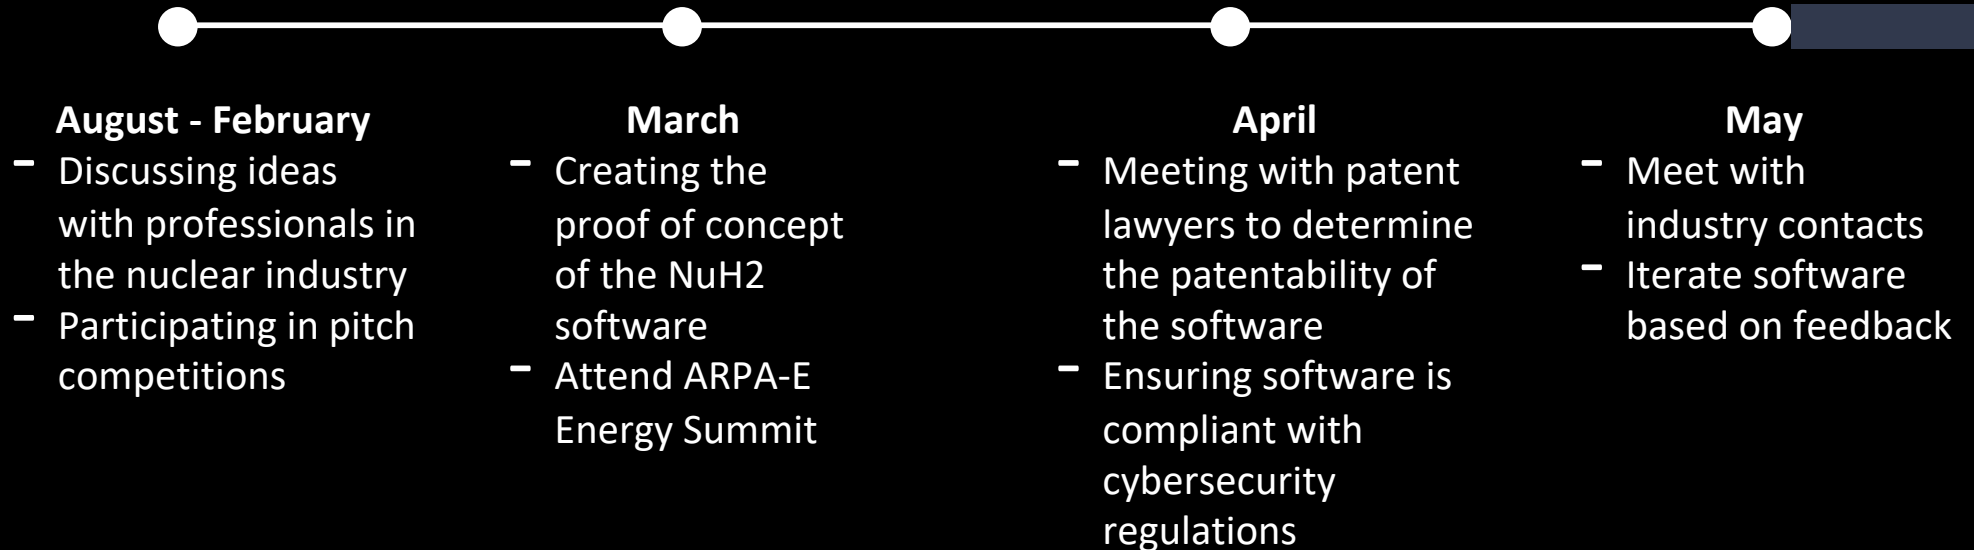 August - February
- Discussing ideas
with professionals in
the nuclear industry
- Participating in pitch
competitions
March
- Creating the
proof of concept
of the NuH2
software
- Attend ARPA-E
Energy Summit
April
- Meeting with patent
lawyers to determine
the patentability of
the software
- Ensuring software is
compliant with
cybersecurity
regulations
May
- Meet with
industry contacts
- Iterate software
based on feedback